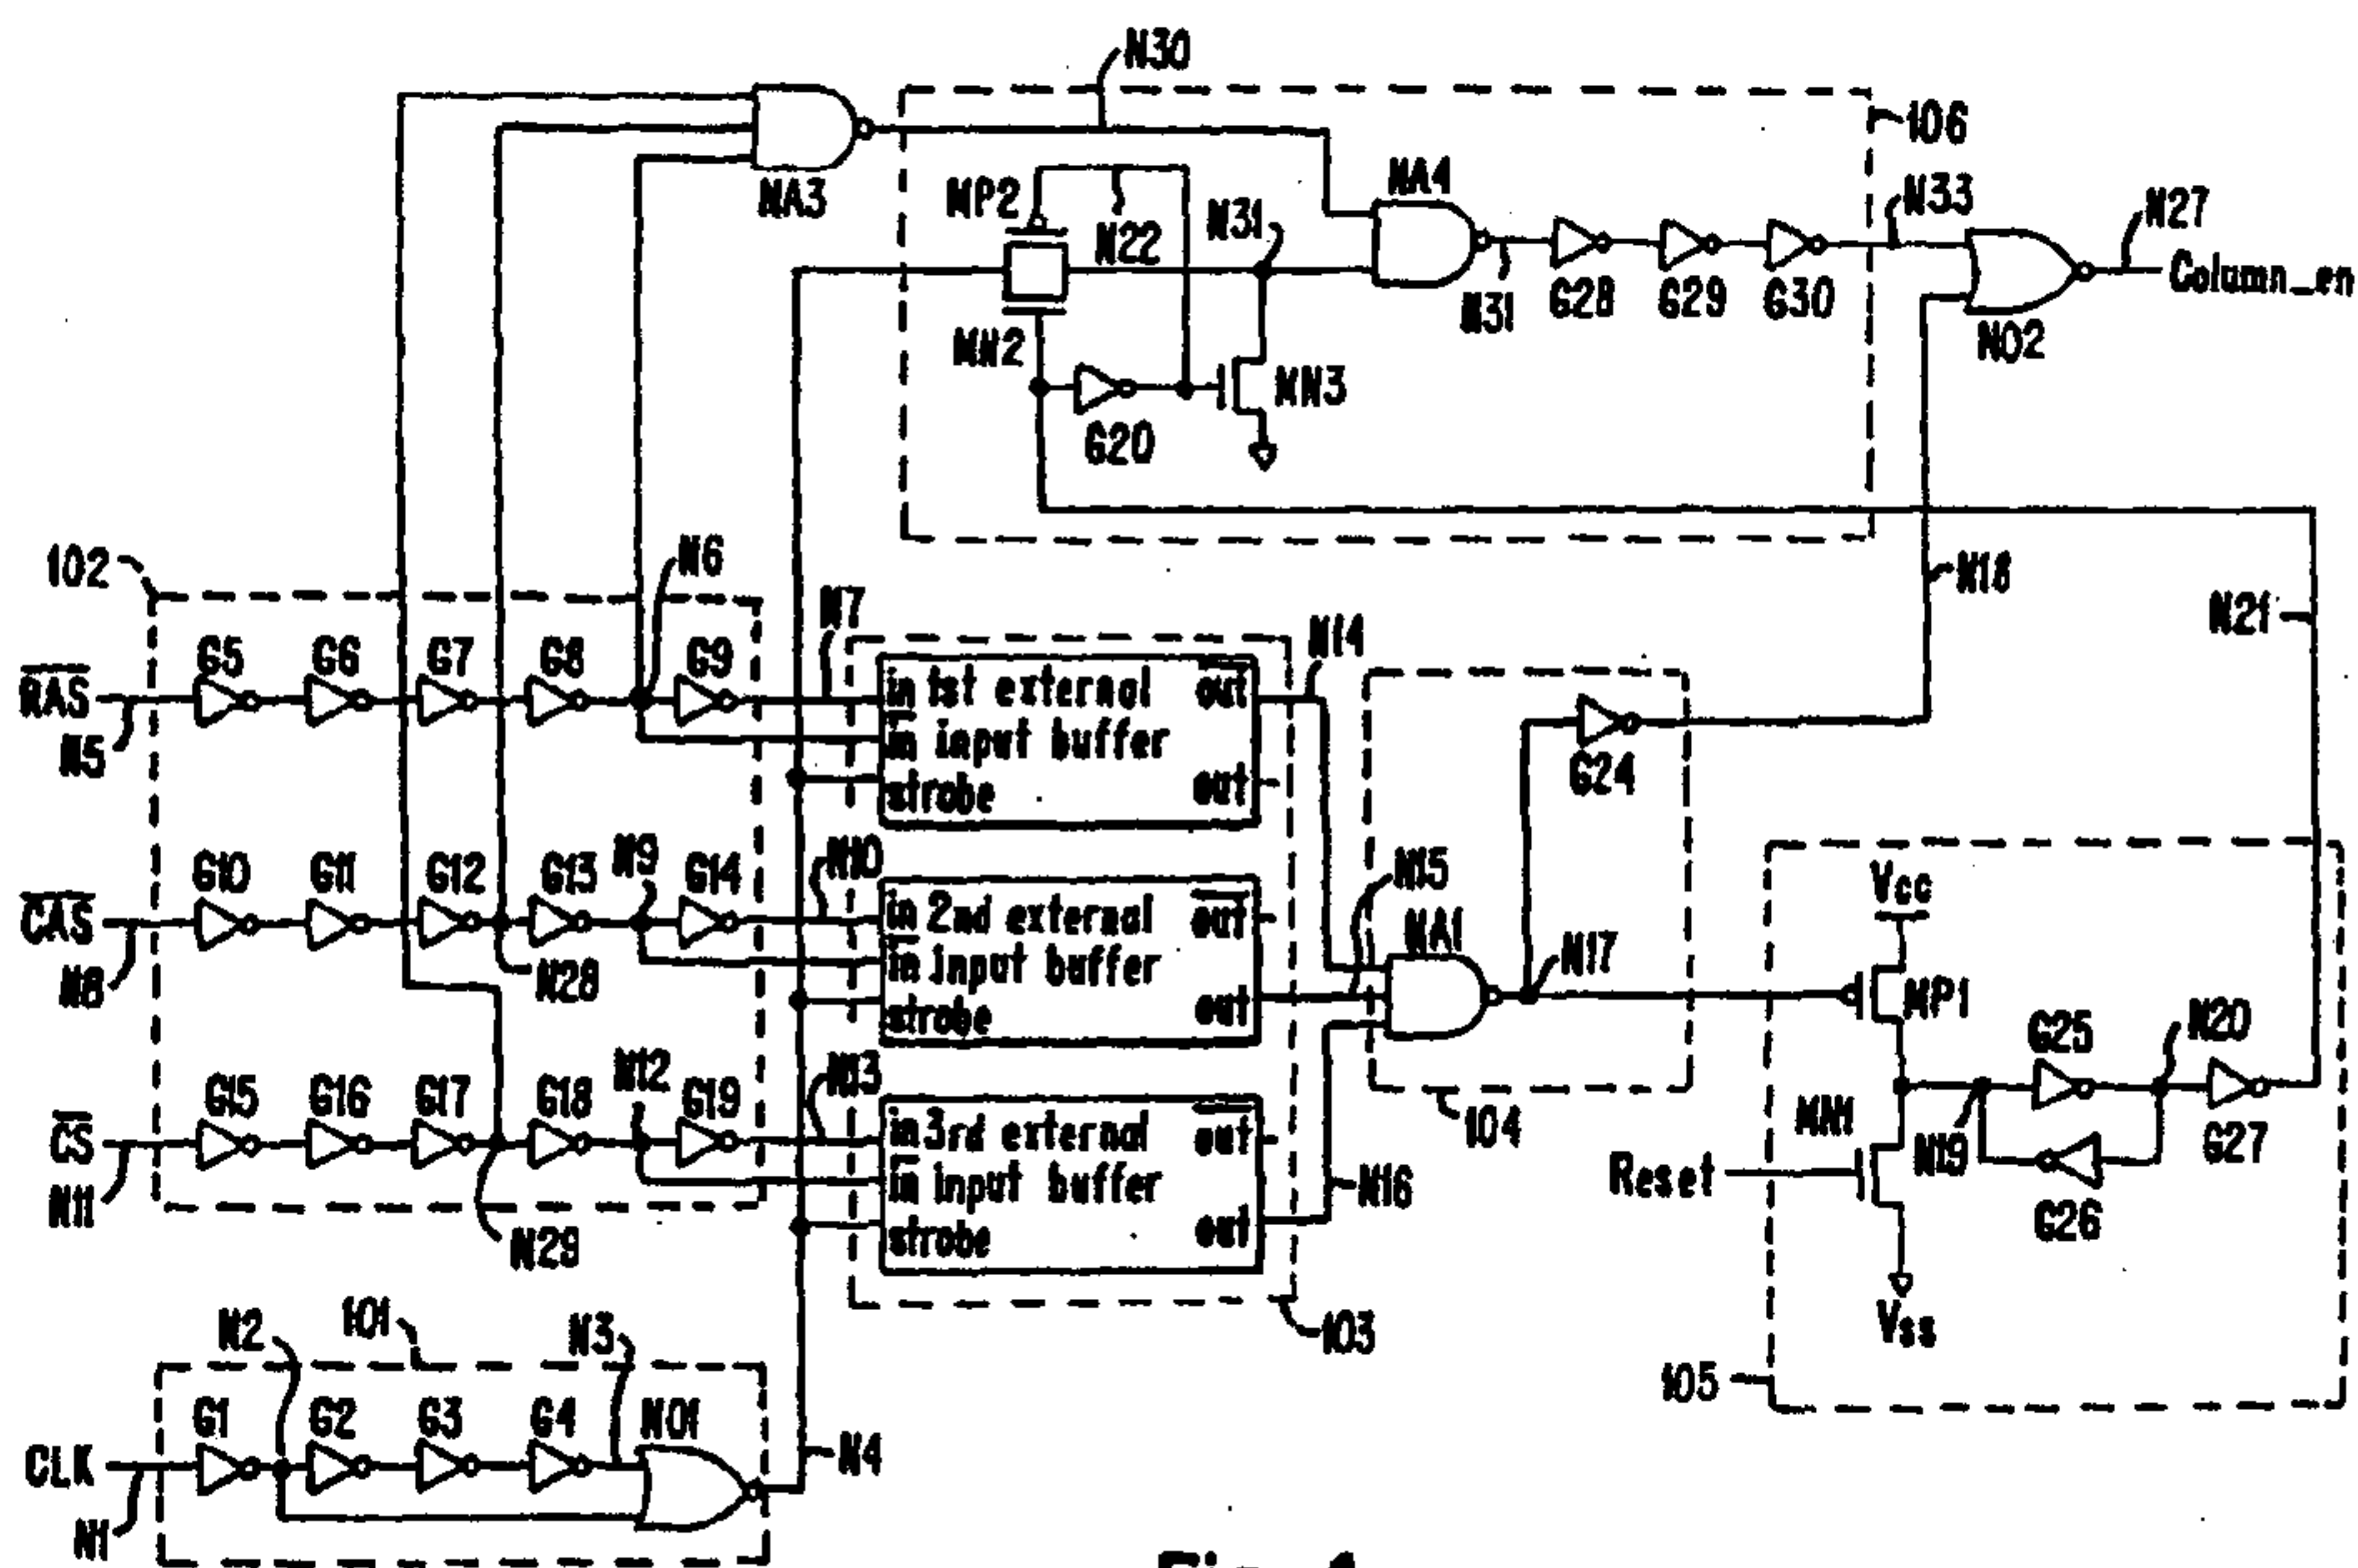 N30
106
NA3
MP2
N22
N31
NA4
N33
N27
Column_en
N31
G28
G29
G30
NO2
MN2
G20
MN3
102
N6
N7
N14
N18
N21
RAS
N5
G5
G6
G7
G8
G9
in 1st external out
in input buffer
strobe out
G24
CAS
N8
G10
G11
G12
N28
G13
N9
G14
N10
in 2nd external out
in input buffer
strobe out
N15
NA1
N17
Vcc
MP1
G25
N20
G27
N19
G26
MN1
Reset
Vss
105
104
CS
N11
G15
G16
G17
N29
G18
N12
G19
N13
in 3rd external out
in input buffer
strobe out
N16
103
N2
101
N3
CLK
N1
G1
G2
G3
G4
NO1
N4